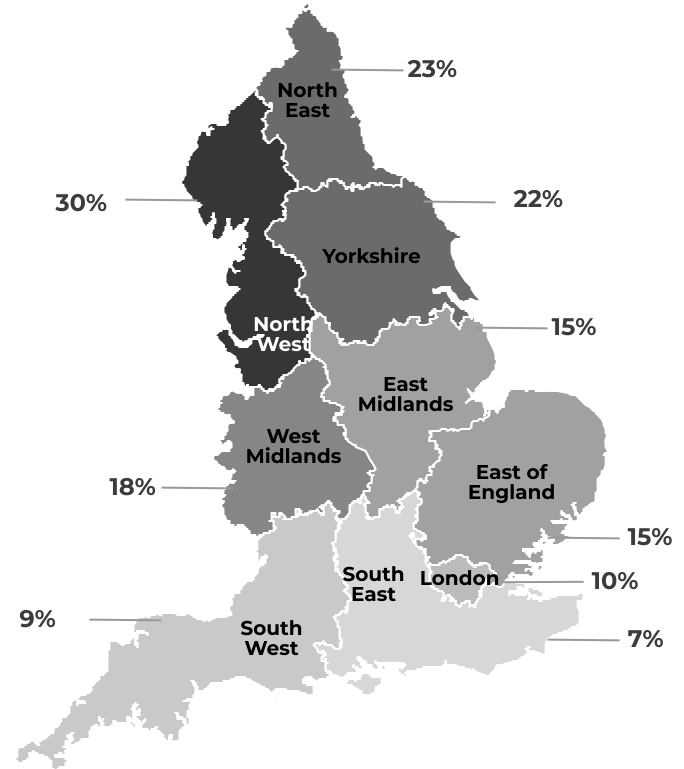 23%
North
East
30%
22%
Yorkshire
North
West
15%
East
Midlands
West
Midlands
East of
England
18%
15%
South
East
London
10%
9%
South
West
7%